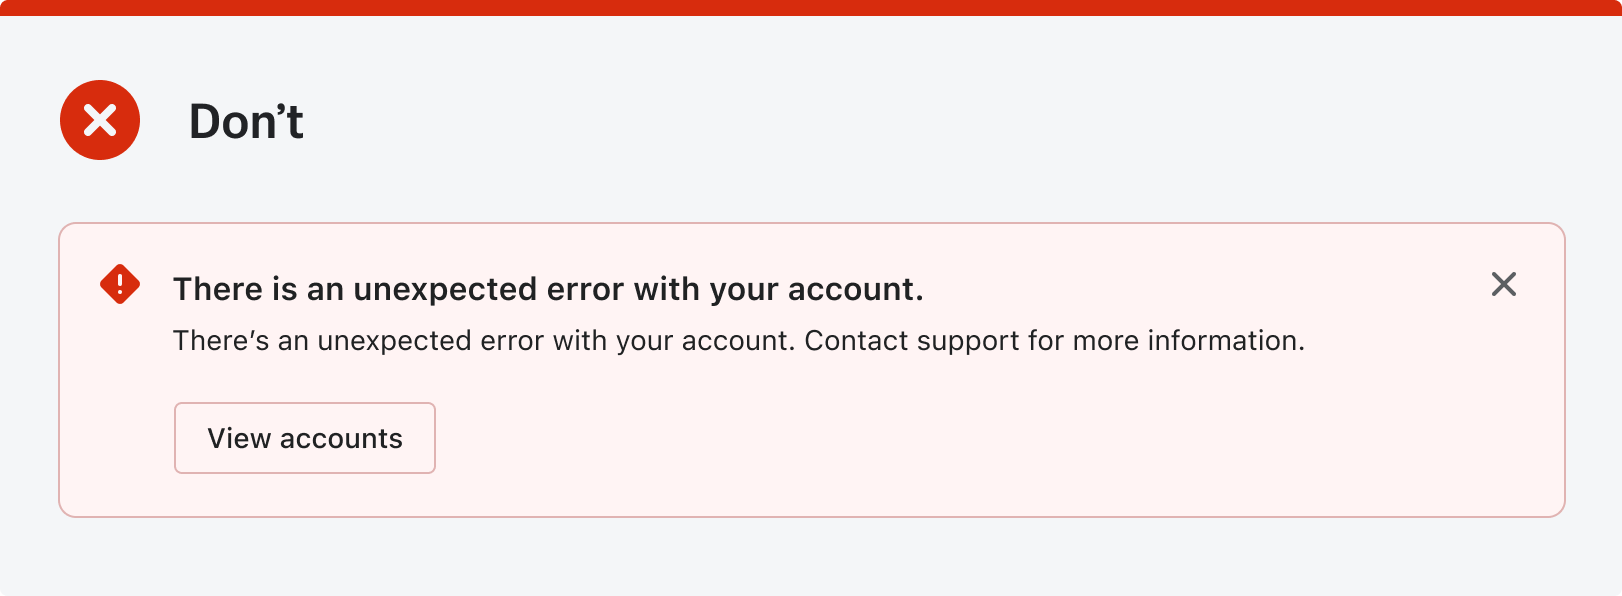 Don’t
There is an unexpected error with your account.
There’s an unexpected error with your account. Contact support for more information.
View accounts